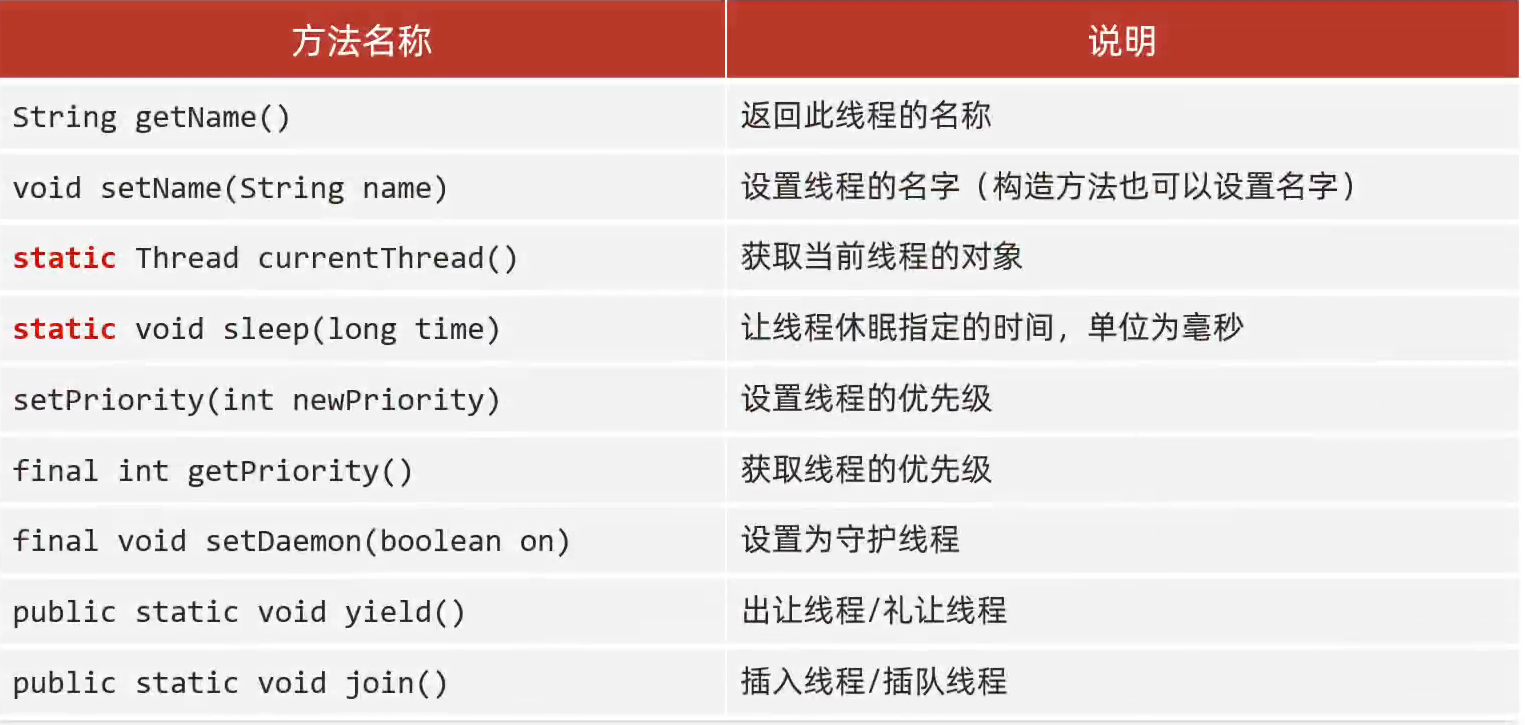 方法名称 说明
String getName() 返回此线程的名称
void setName(String name) 设置线程的名字（构造方法也可以设置名字）
static Thread currentThread() 获取当前线程的对象
static void sleep(long time) 让线程休眠指定的时间，单位为毫秒
setPriority(int newPriority) 设置线程的优先级
final int getPriority() 获取线程的优先级
final void setDaemon(boolean on) 设置为守护线程
public static void yield() 出让线程/礼让线程
public static void join() 插入线程/插队线程